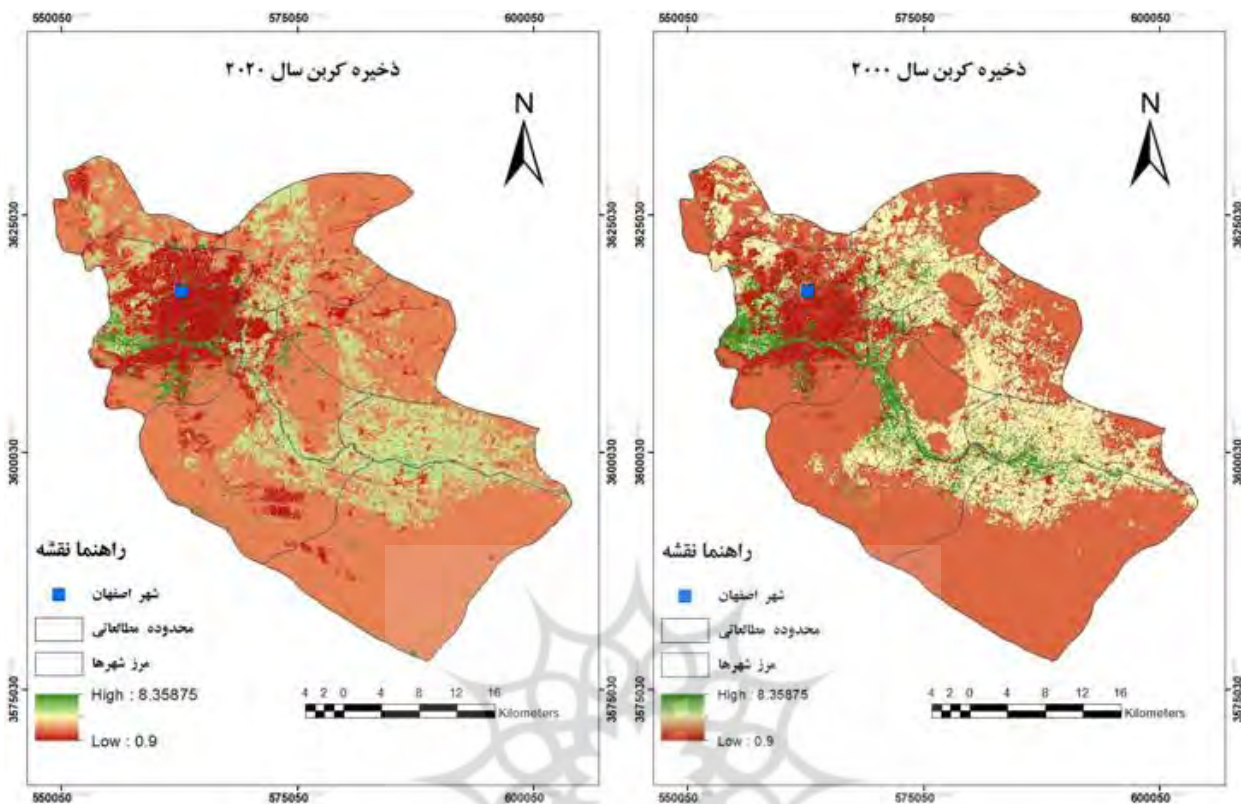 550050 575050 600050
ذخیره کربن سال ۲۰۲۰
N
3625030 3625030
3600030 3600030
3575030 3575030
راهنما نقشه
شهر اصفهان
محدوده مطالعاتی
مرز شهرها
High : 8.35875
Low : 0.9
4 2 0 4 8 12 16
Kilometers
550050 575050 600050
550050 575050 600050
ذخیره کربن سال ۲۰۰۰
N
3625030 3625030
3600030 3600030
3575030 3575030
راهنما نقشه
شهر اصفهان
محدوده مطالعاتی
مرز شهرها
High : 8.35875
Low : 0.9
4 2 0 4 8 12 16
Kilometers
550050 575050 600050